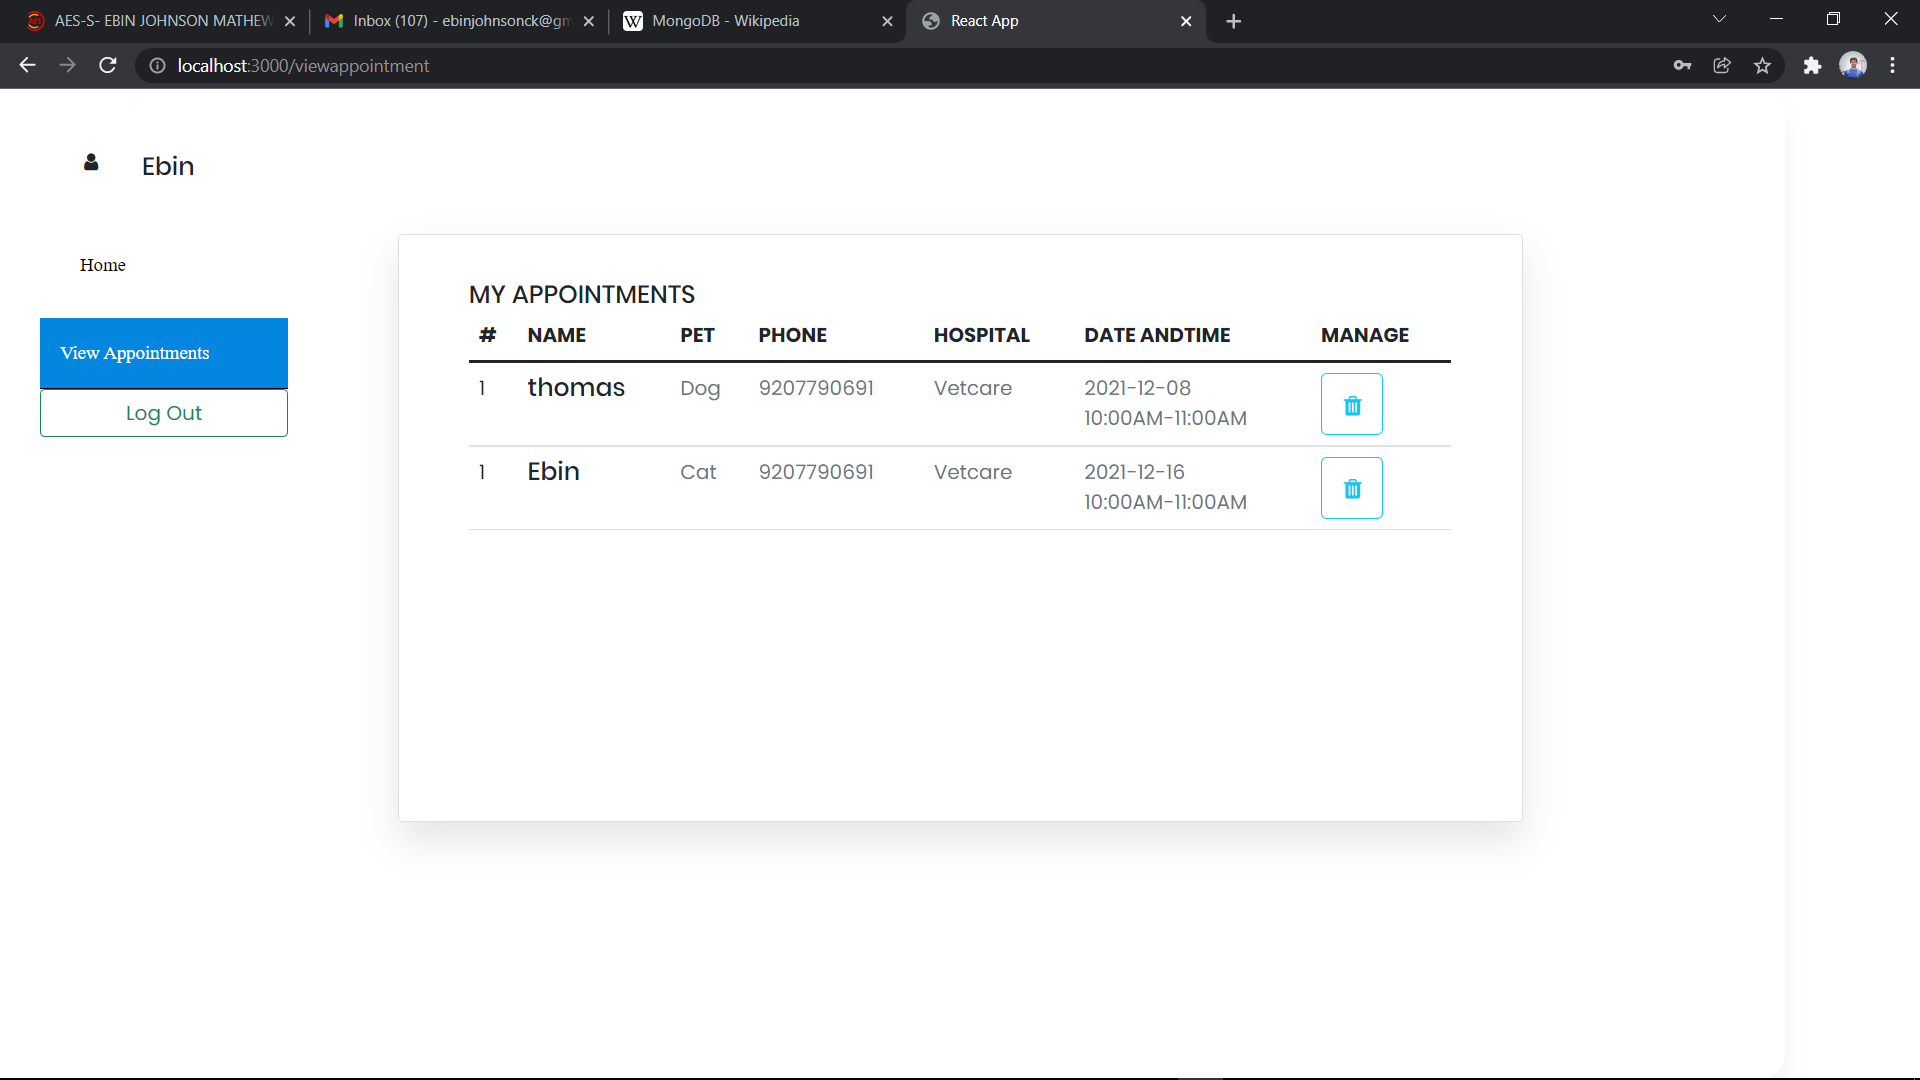 AES-S- EBIN JOHNSON MATHEW
Inbox (107) - ebinjohnsonck@gm
W MongoDB - Wikipedia
React App
localhost:3000/viewappointment
Ebin
Home
View Appointments
Log Out
MY APPOINTMENTS
# NAME PET PHONE HOSPITAL DATE ANDTIME MANAGE
1 thomas Dog 9207790691 Vetcare 2021-12-08
10:00AM-11:00AM
1 Ebin Cat 9207790691 Vetcare 2021-12-16
10:00AM-11:00AM